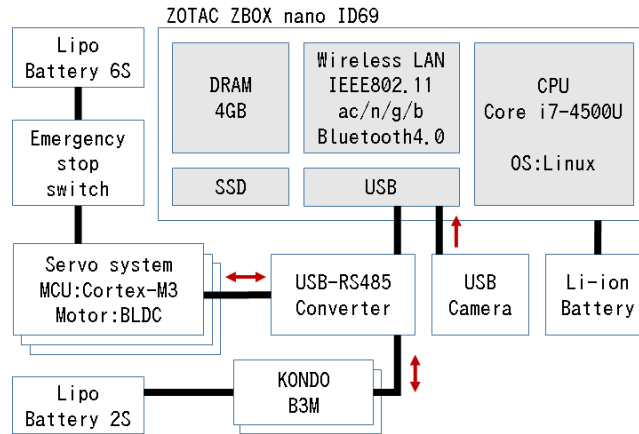 ZOTAC ZBOX nano ID69
Lipo
Battery 6S
DRAM
4GB
Wireless LAN
IEEE802.11
ac/n/g/b
Bluetooth4.0
CPU
Core i7-4500U
OS:Linux
Emergency
stop
switch
SSD
USB
Servo system
MCU:Cortex-M3
Motor:BLDC
USB-RS485
Converter
USB
Camera
Li-ion
Battery
Lipo
Battery 2S
KONDO
B3M